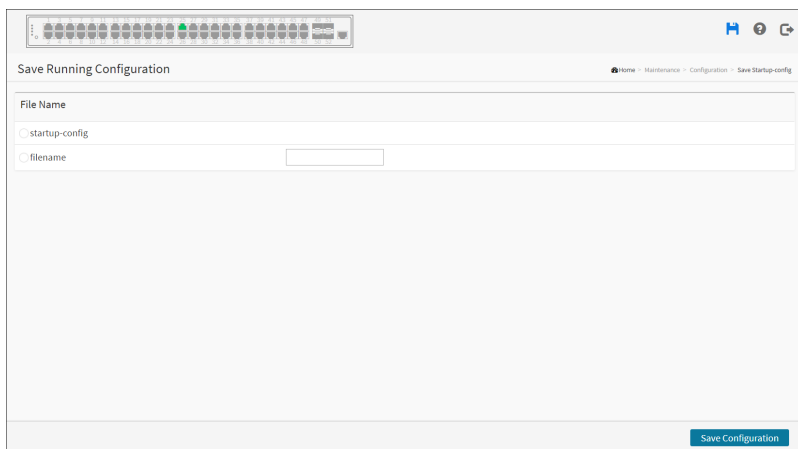 Save Running Configuration
Home > Maintenance > Configuration > Save Startup-config
File Name
startup-config
filename
Save Configuration